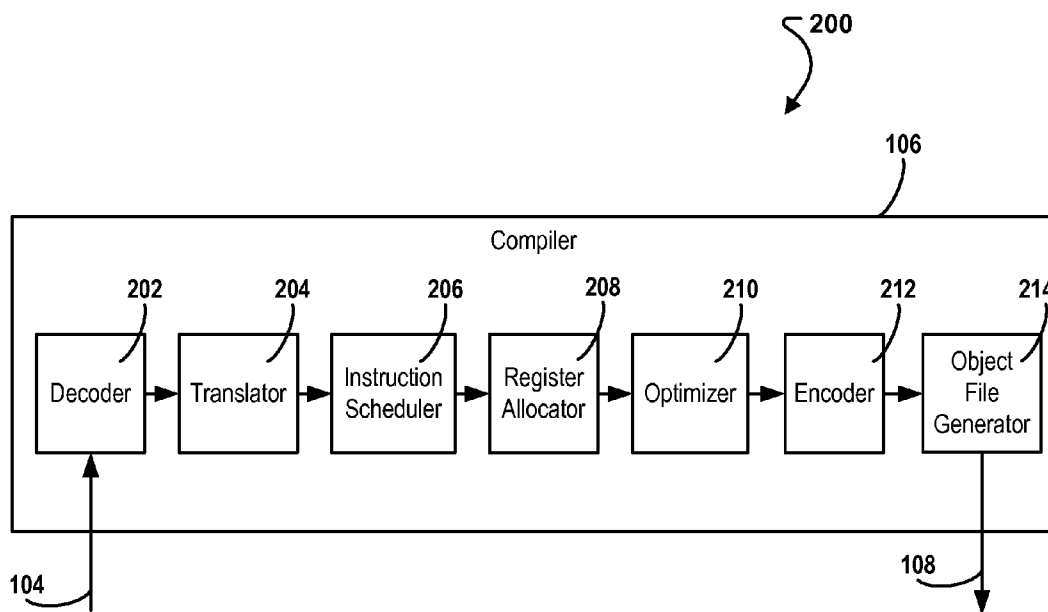 200
106
Compiler
202
204
206
208
210
212
214
Decoder
Translator
Instruction
Scheduler
Register
Allocator
Optimizer
Encoder
Object
File
Generator
104
108